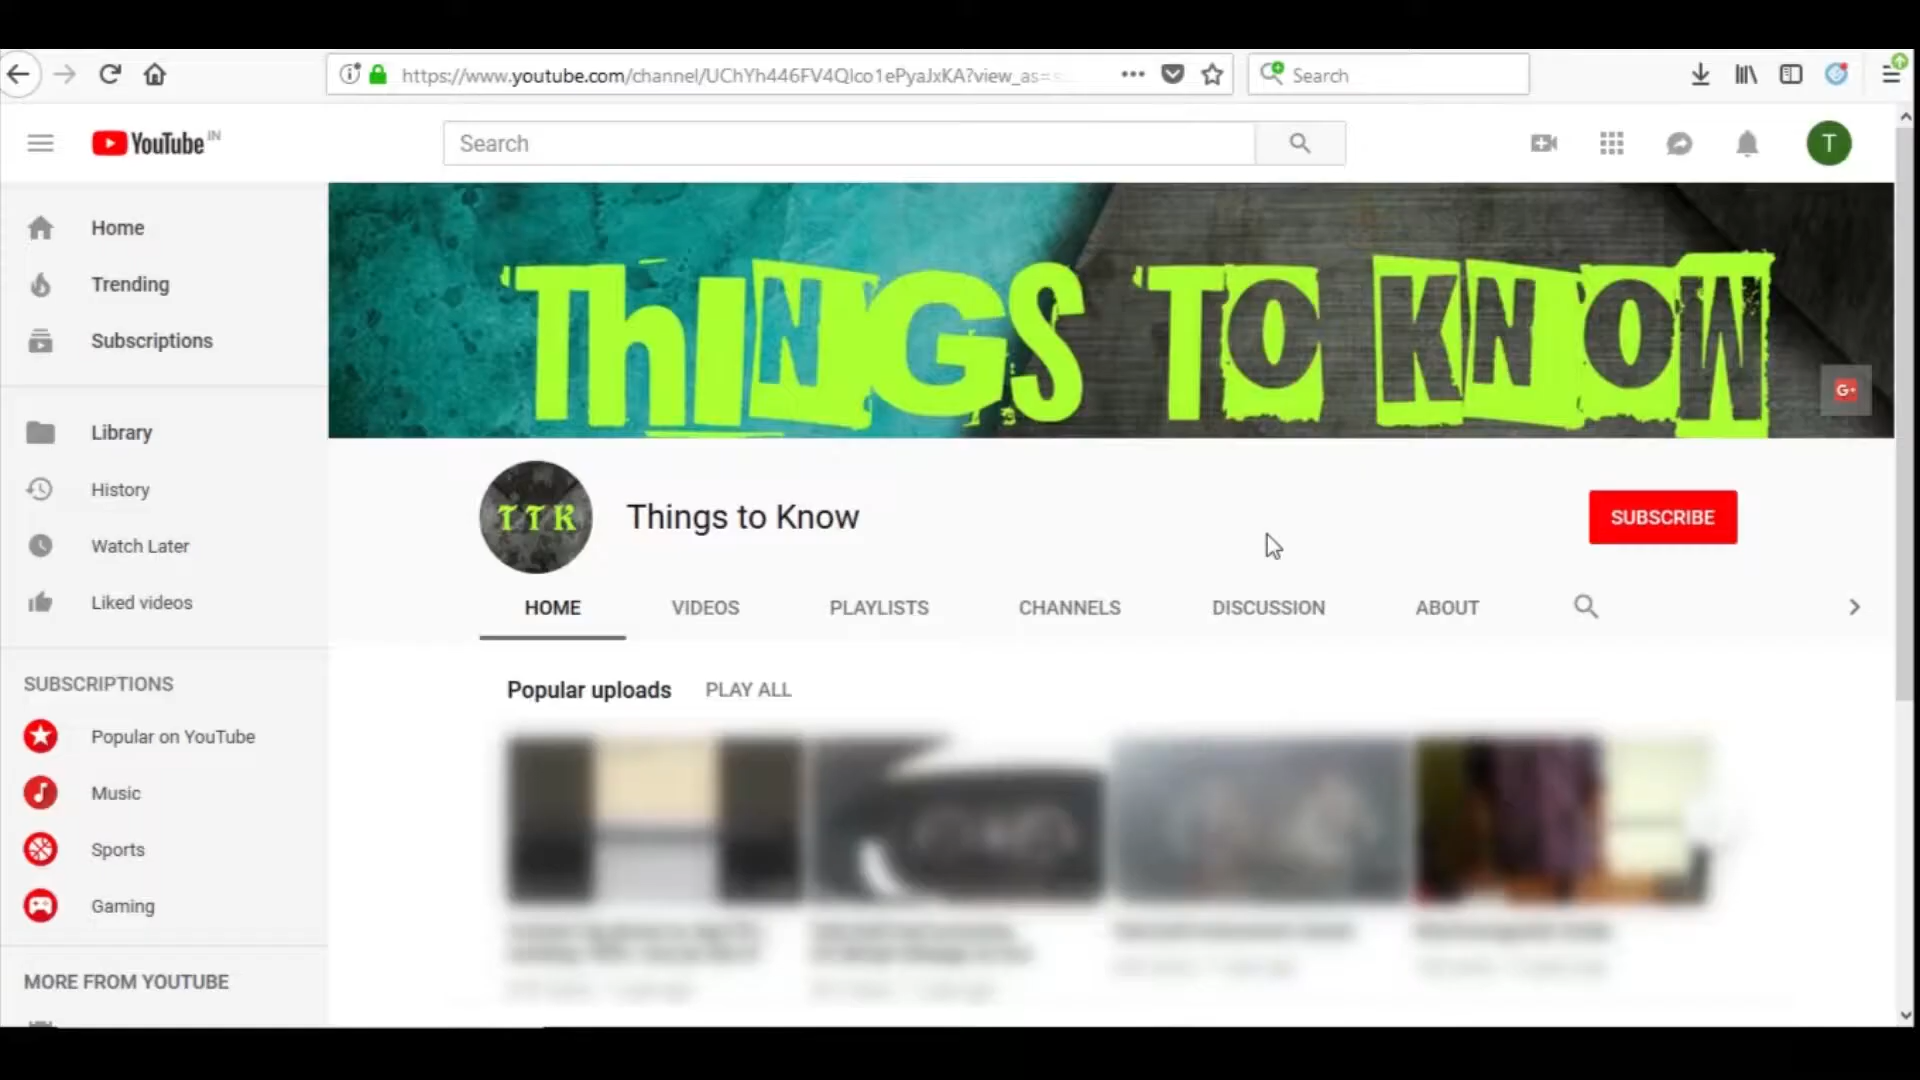 https://www.youtube.com/channel/UChYh446FV4Qlco1ePyaJxKA?view_as=s
Search
YouTube IN
Search
T
Home
Trending
Subscriptions
Library
History
Watch Later
Liked videos
SUBSCRIPTIONS
Popular on YouTube
Music
Sports
Gaming
MORE FROM YOUTUBE
ThINGS TO KNOW
G+
TTK
Things to Know
SUBSCRIBE
HOME VIDEOS PLAYLISTS CHANNELS DISCUSSION ABOUT
Popular uploads PLAY ALL